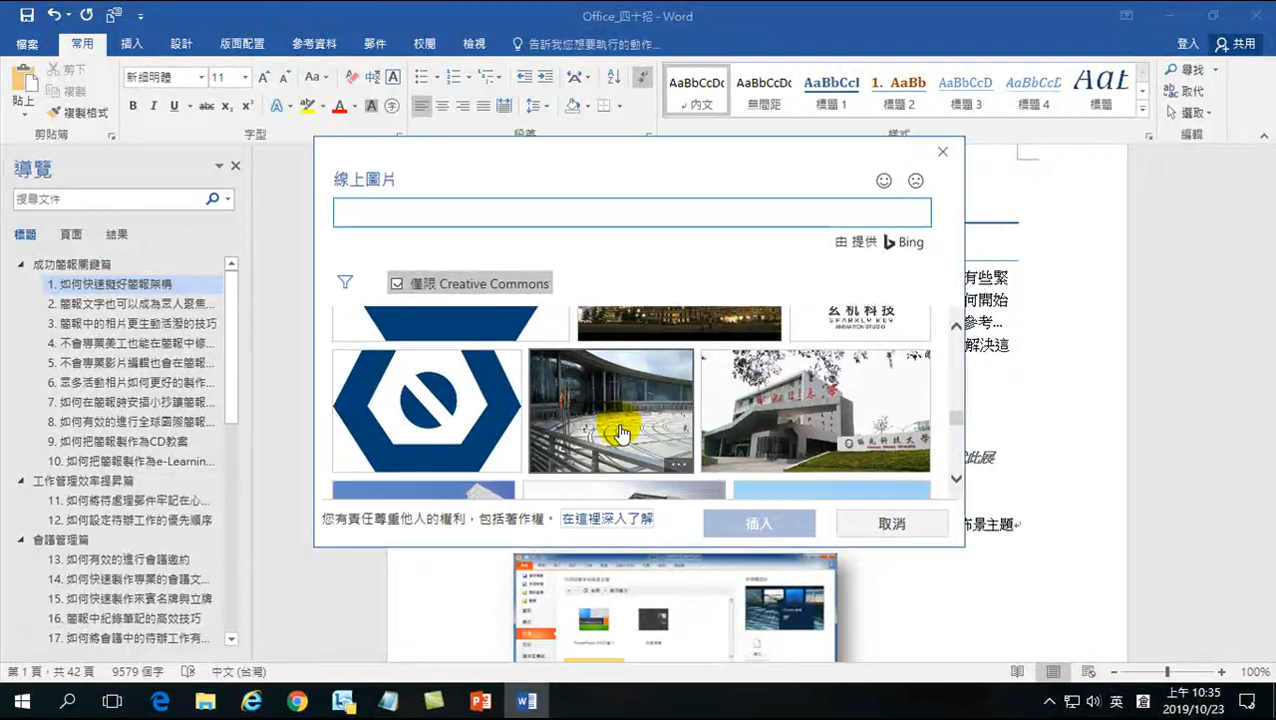 Office_四十招 - Word
檔案 常用 插入 設計 版面配置 參考資料 郵件 校閱 檢視 告訴我您想要執行的動作... 登入 共用
貼上 剪下 複製 複製格式
新細明體 11
AaBbCcDc AaBbCcDc AaBbCcl 1. AaBb AaBbCcD AaBbCcD Aat
內文 無間距 標題 1 標題 2 標題 3 標題 4 標題
尋找 取代 選取
剪貼簿 字型 段落 樣式 編輯
導覽
搜尋文件
標題 頁面 結果
成功簡報關鍵篇
1. 如何快速擬好簡報架構
2. 簡報文字也可以成為眾人聚焦...
3. 簡報中的相片更生動活潑的技巧
4. 不會專業美工也能在簡報中修...
5. 不會專業影片編輯也會在簡報...
6. 眾多活動相片如何更好的製作...
7. 如何在簡報時安插小抄讓簡報...
8. 如何有效的進行全球國際簡報...
9. 如何把簡報製作為CD教案
10. 如何把簡報製作為e-Learnin...
工作管理效率提昇篇
11. 如何將待處理郵件牢記在心...
12. 如何設定待辦工作的優先順序
會議管理篇
13. 如何有效的進行會議邀約
14. 如何快速製作專業的會議文...
15. 如何快速製作來賓名牌與立牌
16. 簡報中紀錄筆記的高效技巧
17. 如何將會議中的待辦工作有...
線上圖片
由 提供 Bing
僅限 Creative Commons
玄机科技
SPARKLY KEY
ANIMATION STUDIO
您有責任尊重他人的權利，包括著作權。 在這裡深入了解
插入 取消
有些緊
何開始
參考...
解決這
此展
佈景主題
第 1 頁，共 42 頁 9579 個字 中文 (台灣) 100%
英 上午 10:35
2019/10/23